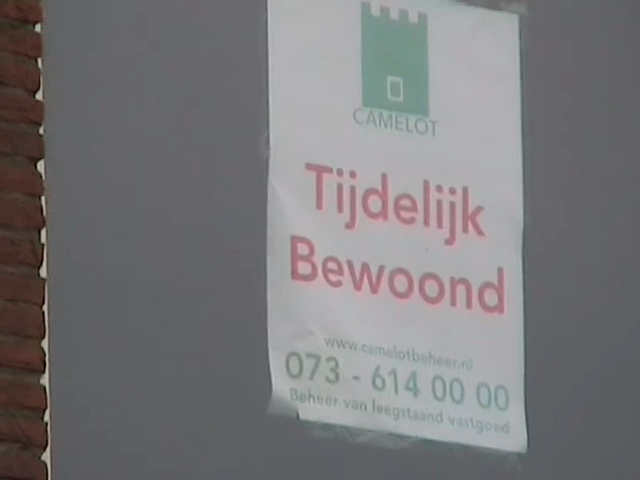 CAMELOT
Tijdelijk
Bewoond
www.camelotbeheer.nl
073 - 614 00 00
Beheer van leegstaand vastgoed